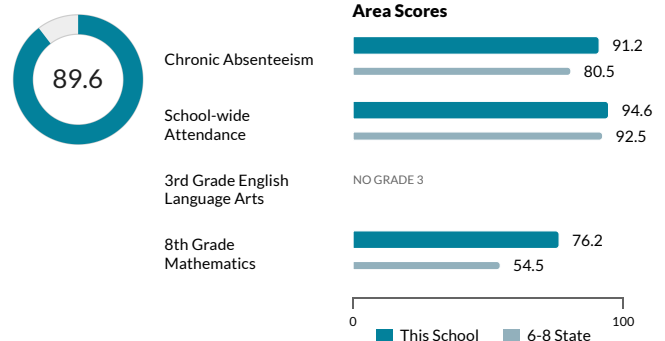 Area Scores
89.6
Chronic Absenteeism
91.2
80.5
School-wide
Attendance
94.6
92.5
3rd Grade English
Language Arts
NO GRADE 3
8th Grade
Mathematics
76.2
54.5
0
100
This School
6-8 State